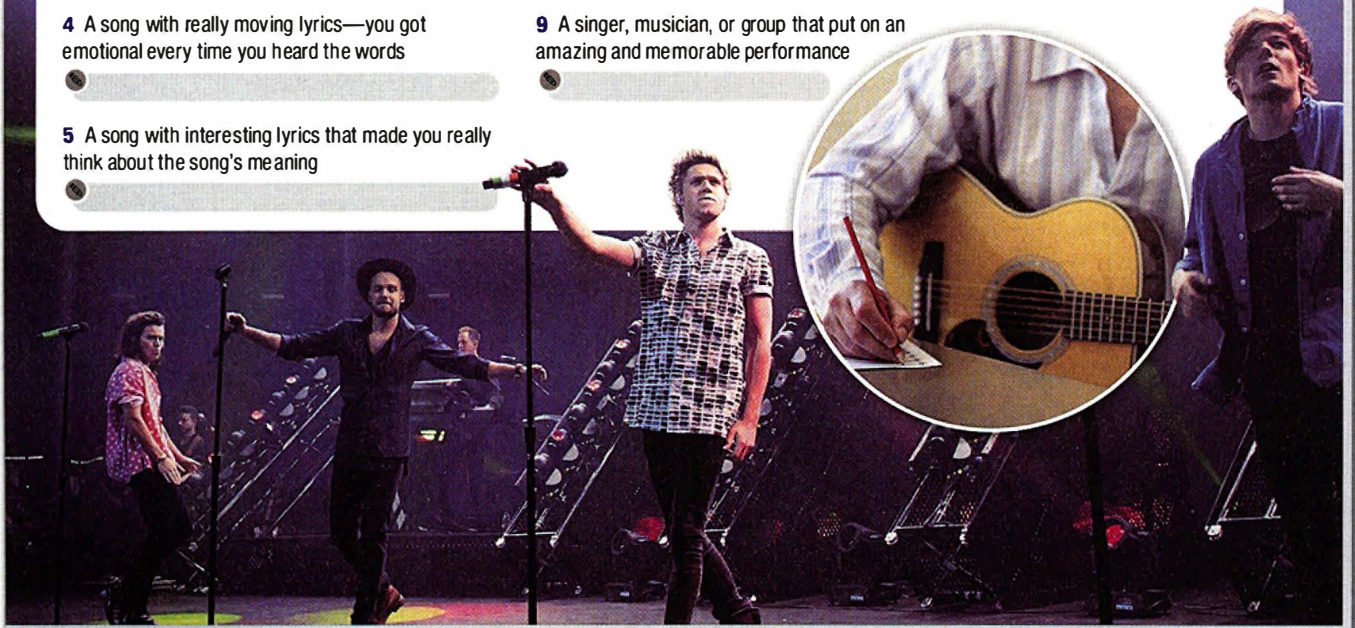 4 A song with really moving lyrics—you got
emotional every time you heard the words
5 A song with interesting lyrics that made you really
think about the song's meaning
9 A singer, musician, or group that put on an
amazing and memorable performance